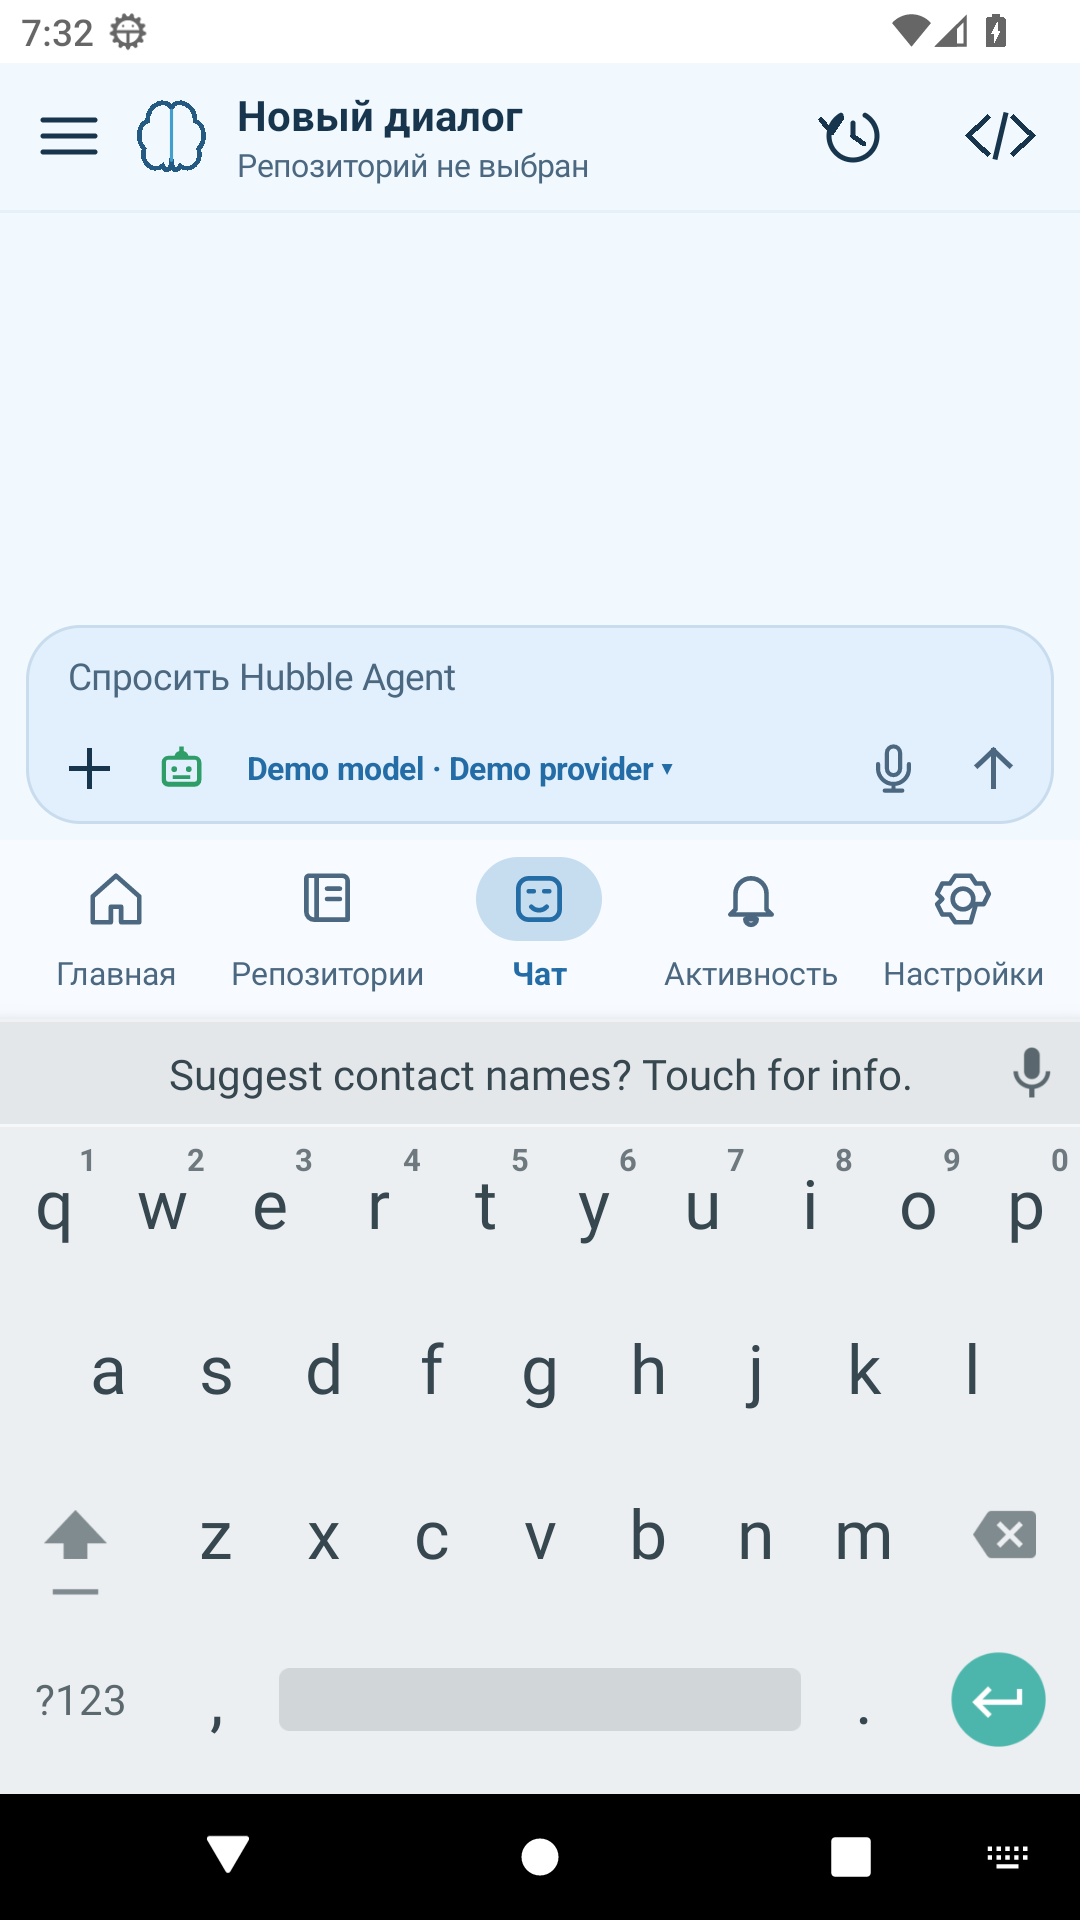 7:32
Новый диалог
Репозиторий не выбран
Спросить Hubble Agent
Demo model · Demo provider ▾
Главная Репозитории Чат Активность Настройки
Suggest contact names? Touch for info.
1 2 3 4 5 6 7 8 9 0
q w e r t y u i o p
a s d f g h j k l
z x c v b n m
?123 , .